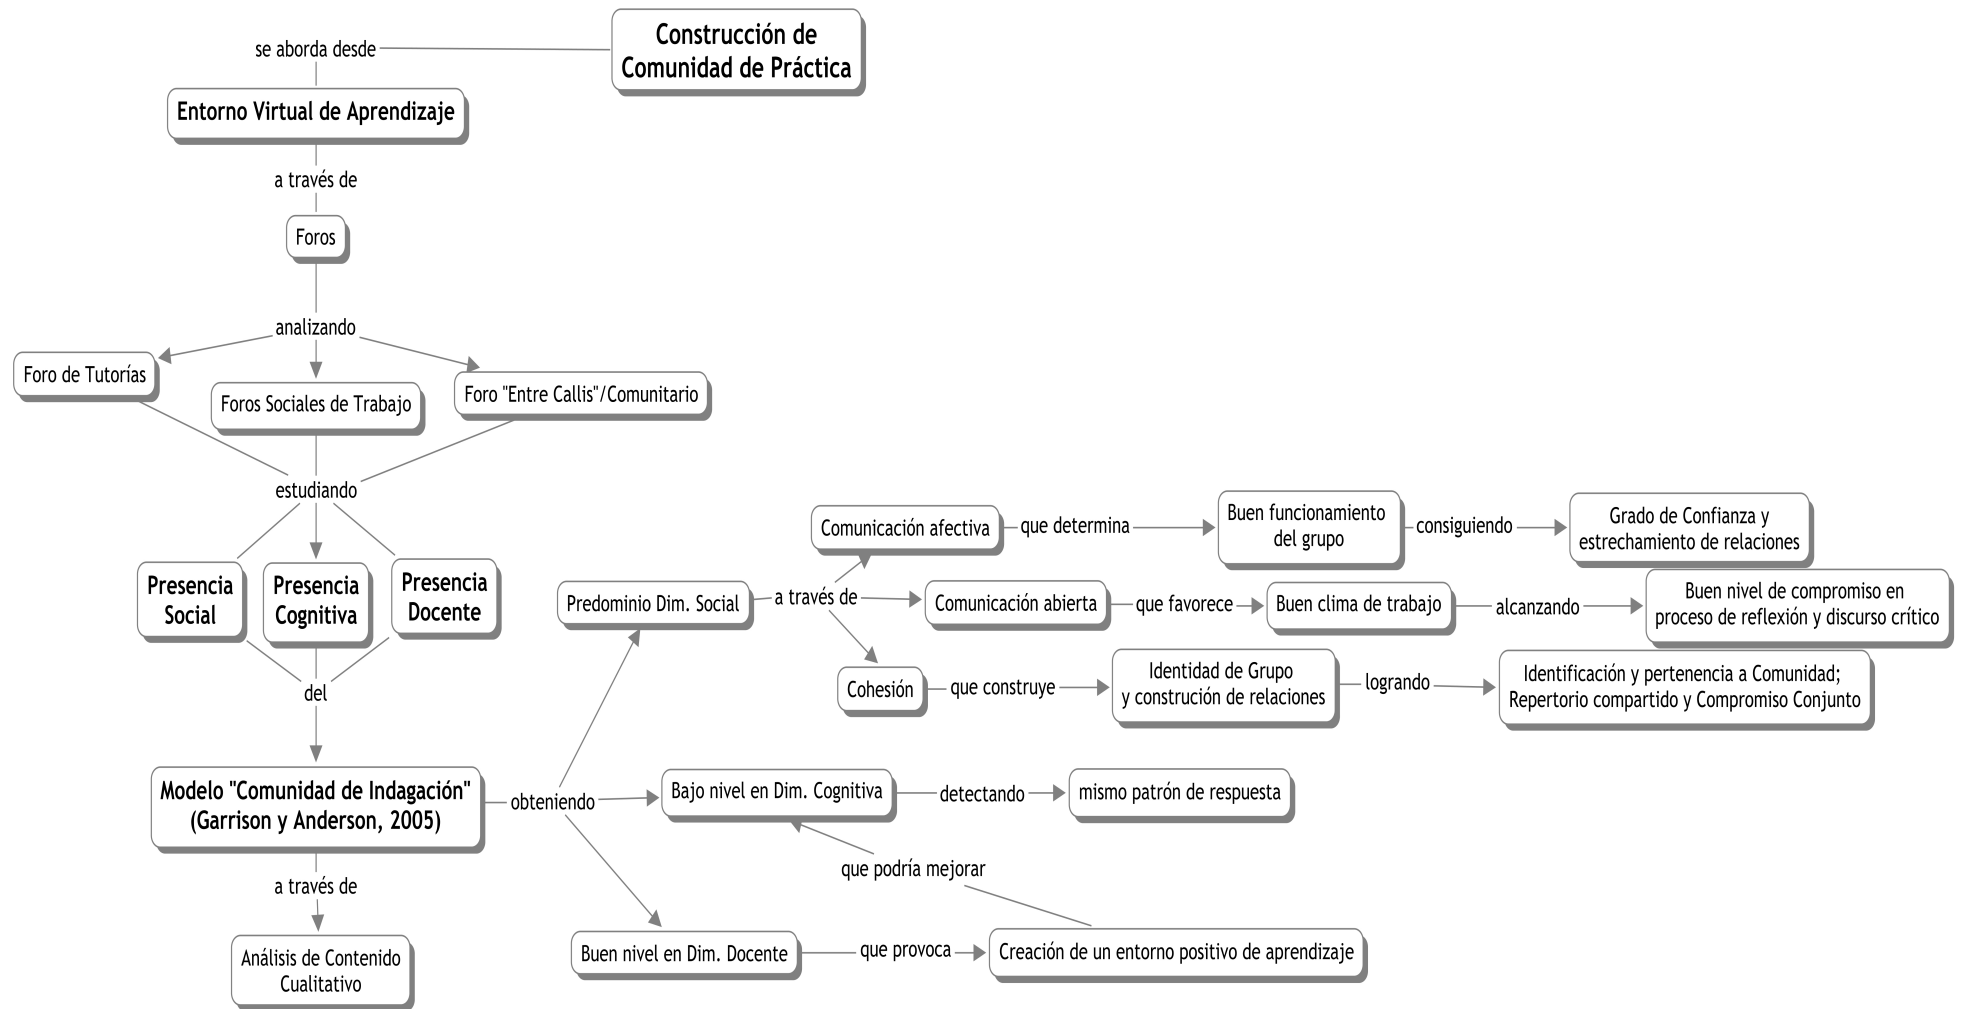 Construcción de
Comunidad de Práctica
se aborda desde
Entorno Virtual de Aprendizaje
a través de
Foros
analizando
Foro de Tutorías
Foros Sociales de Trabajo
Foro "Entre Callis"/Comunitario
estudiando
Presencia
Social
Presencia
Cognitiva
Presencia
Docente
del
Modelo "Comunidad de Indagación"
(Garrison y Anderson, 2005)
a través de
Análisis de Contenido
Cualitativo
obteniendo
Predominio Dim. Social
a través de
Comunicación afectiva
que determina
Buen funcionamiento
del grupo
consiguiendo
Grado de Confianza y
estrechamiento de relaciones
Comunicación abierta
que favorece
Buen clima de trabajo
alcanzando
Buen nivel de compromiso en
proceso de reflexión y discurso crítico
Cohesión
que construye
Identidad de Grupo
y construción de relaciones
logrando
Identificación y pertenencia a Comunidad;
Repertorio compartido y Compromiso Conjunto
Bajo nivel en Dim. Cognitiva
detectando
mismo patrón de respuesta
que podría mejorar
Buen nivel en Dim. Docente
que provoca
Creación de un entorno positivo de aprendizaje